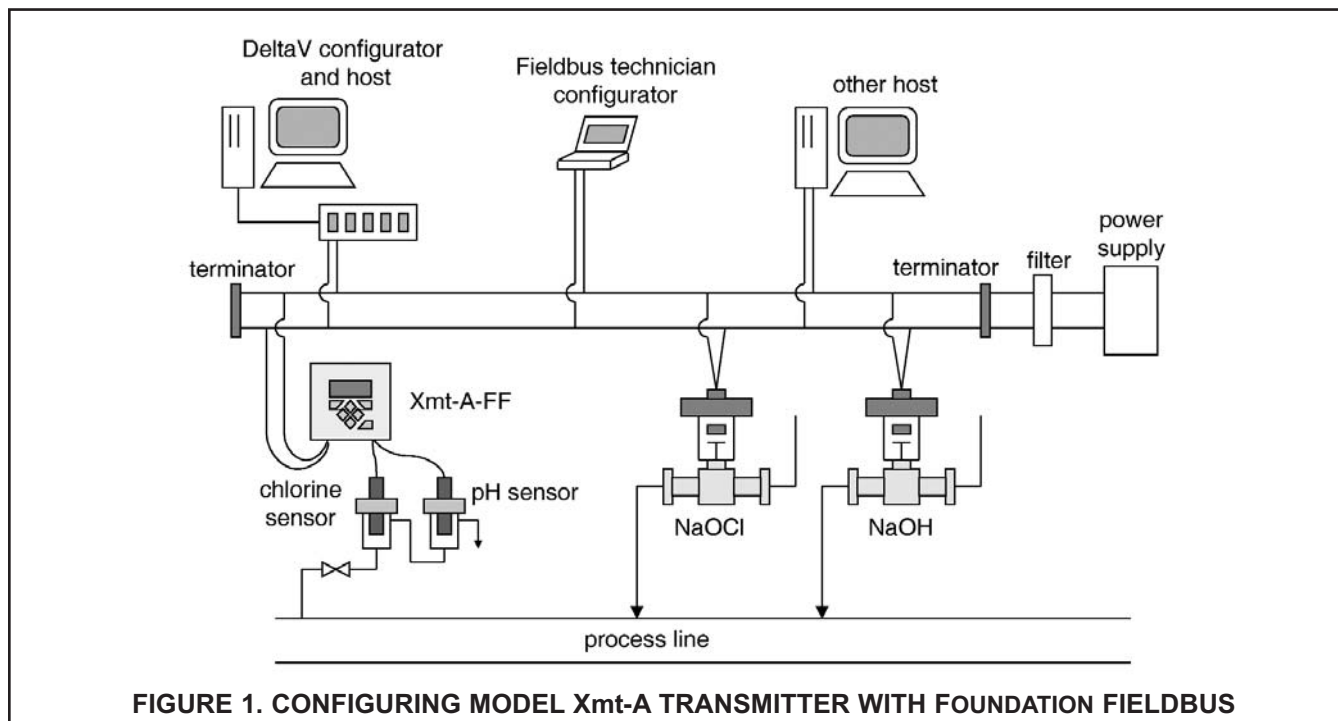 DeltaV configurator
and host
Fieldbus technician
configurator
other host
power
supply
terminator
terminator
filter
Xmt-A-FF
chlorine
sensor
pH sensor
NaOCl
NaOH
process line
FIGURE 1. CONFIGURING MODEL Xmt-A TRANSMITTER WITH FOUNDATION FIELDBUS